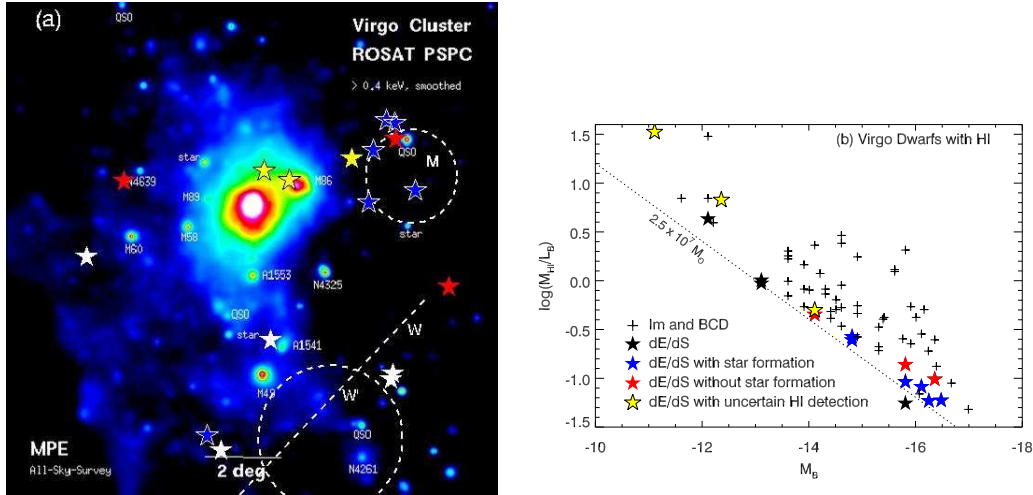 (a)
QSO
Virgo Cluster
ROSAT PSPC
> 0.4 keV, smoothed
QSO
M
star
N4639
M86
M89
M58
M60
star
A1553
N4325
QSO
star
W
A1541
M49
W'
QSO
N4261
MPE
All-Sky-Survey
2 deg
(b) Virgo Dwarfs with HI
1.5
1.0
0.5
0.0
-0.5
-1.0
-1.5
log(M_HI/L_B)
2.5 x 10^7 M_O
Im and BCD
dE/dS
dE/dS with star formation
dE/dS without star formation
dE/dS with uncertain HI detection
-10 -12 -14 -16 -18
M_B